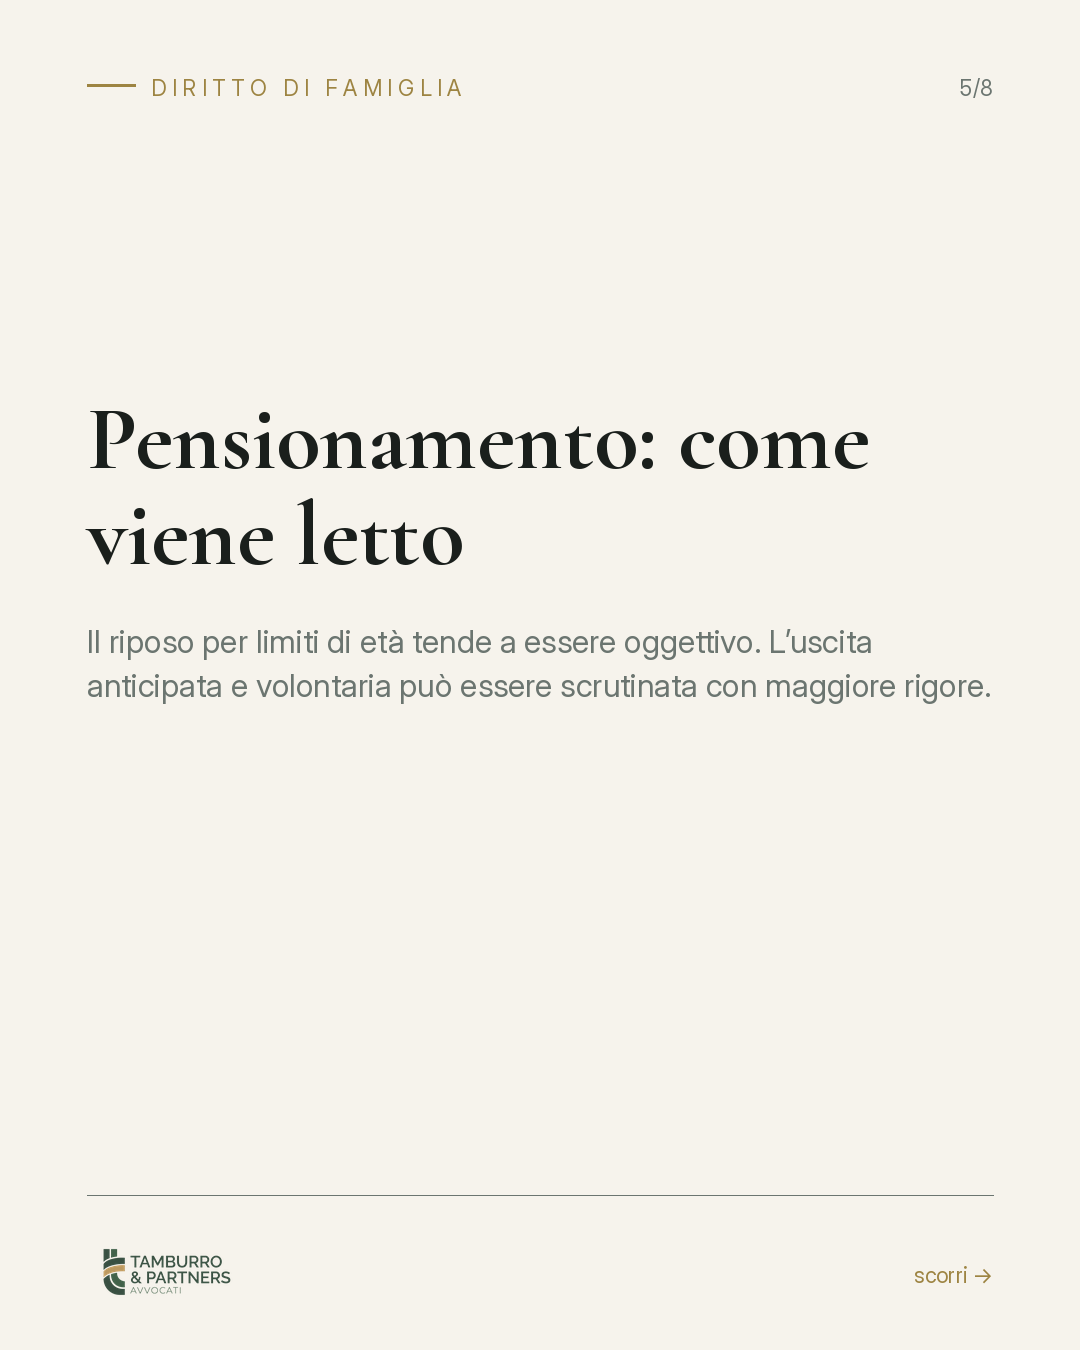 DIRITTO DI FAMIGLIA
5/8
Pensionamento: come
viene letto
Il riposo per limiti di età tende a essere oggettivo. L’uscita
anticipata e volontaria può essere scrutinata con maggiore rigore.
TAMBURRO
& PARTNERS
AVVOCATI
scorri →